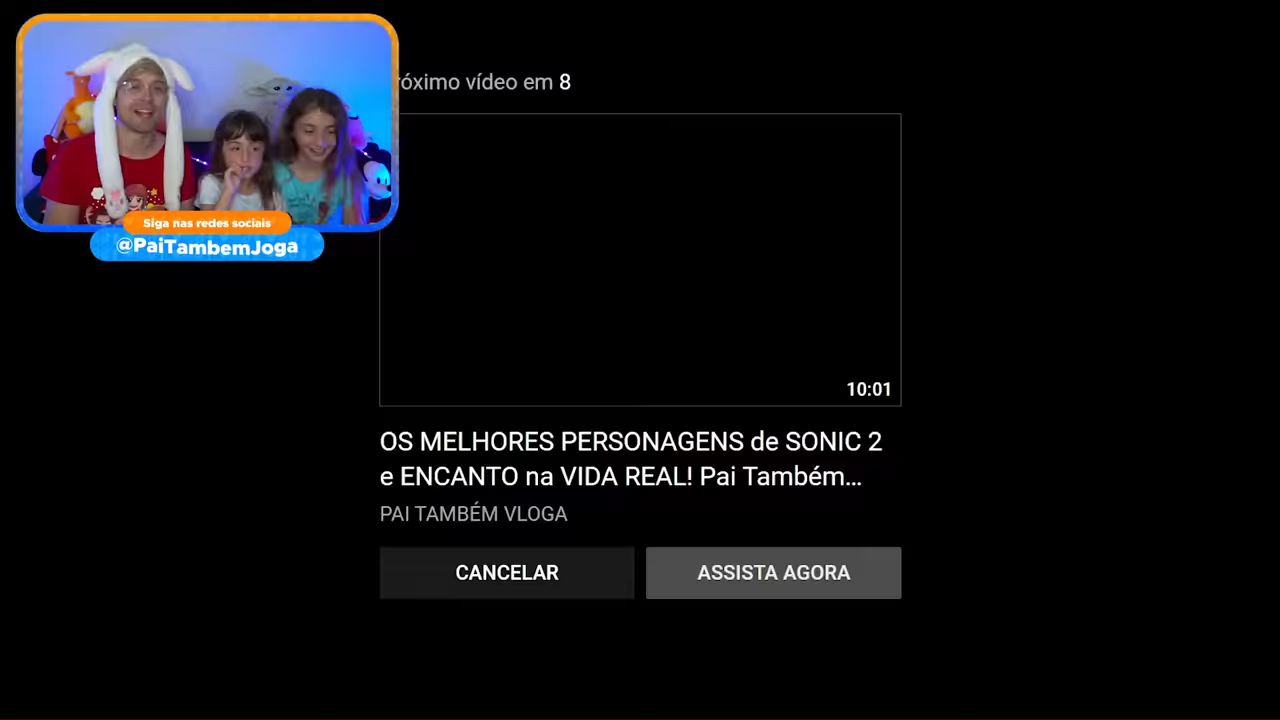 róximo vídeo em 8
Siga nas redes sociais
@PaiTambemJoga
10:01
OS MELHORES PERSONAGENS de SONIC 2
e ENCANTO na VIDA REAL! Pai Também...
PAI TAMBÉM VLOGA
CANCELAR
ASSISTA AGORA